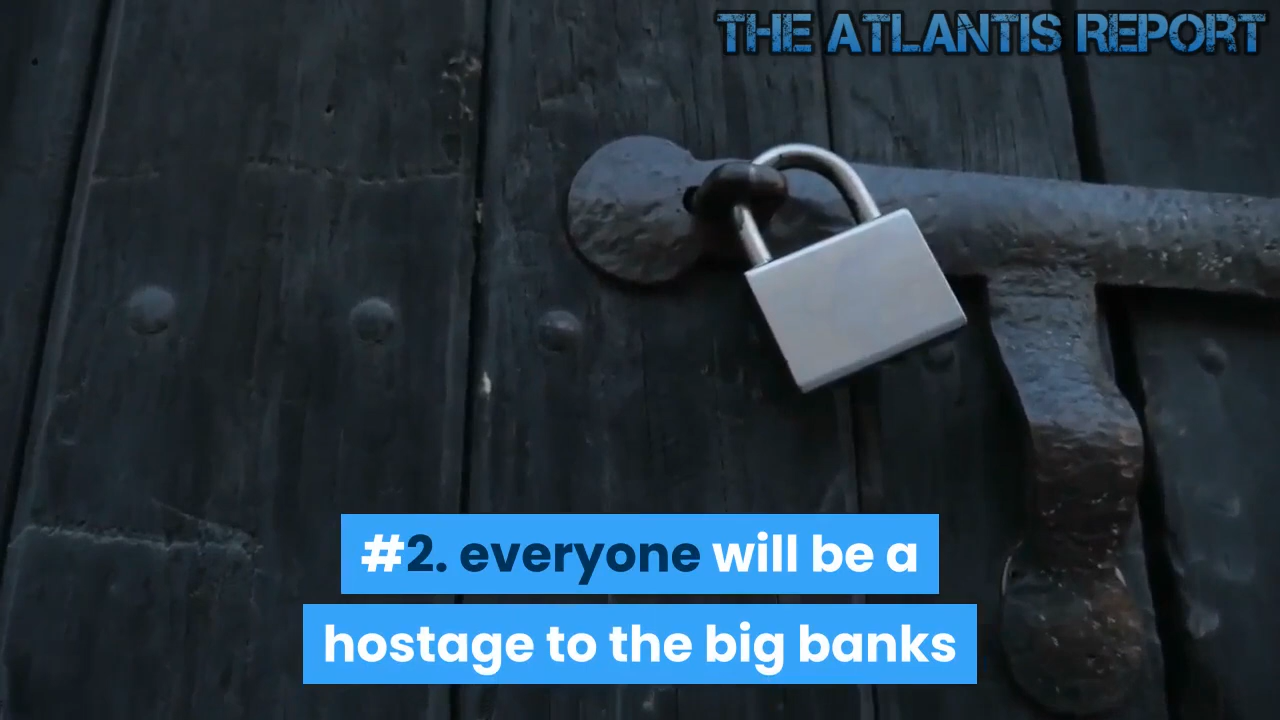 THE ATLANTIS REPORT
#2. everyone will be a
hostage to the big banks